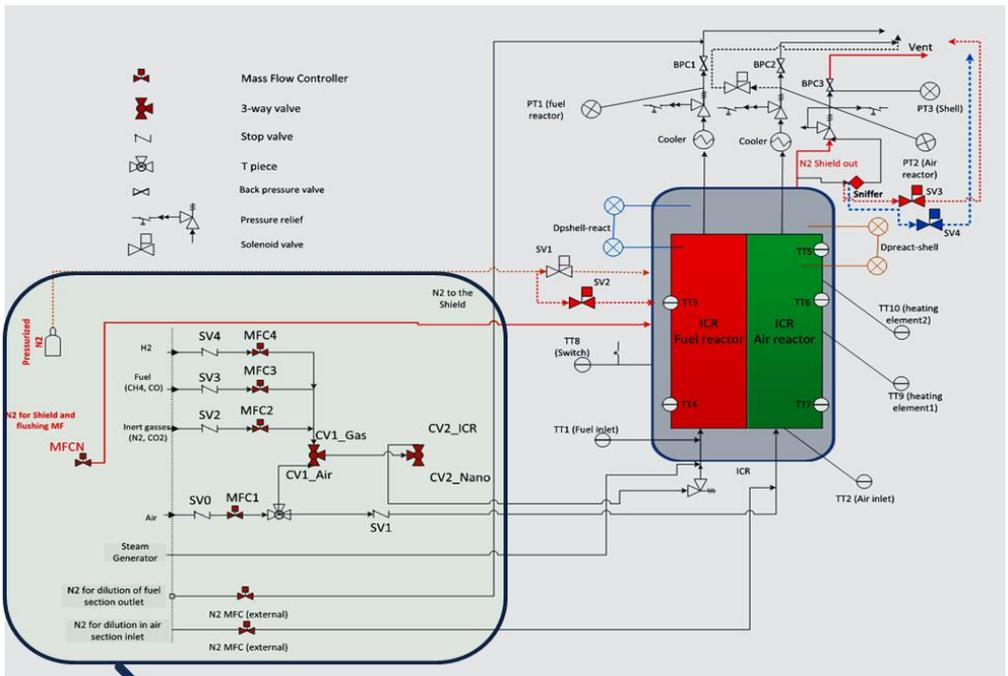 Mass Flow Controller
3-way valve
Stop valve
T piece
Back pressure valve
Pressure relief
Solenoid valve
BPC1
BPC2
BPC3
Vent
PT1 (fuel
reactor)
PT3 (Shell)
Cooler
Cooler
PT2 (Air
reactor)
N2 Shield out
Sniffer
SV3
SV4
Dpshell-react
Dpreact-shell
SV1
SV2
TT5
TT3
TT6
ICR
Fuel reactor
ICR
Air reactor
TT10 (heating
element2)
TT8
(Switch)
TT9 (heating
element1)
TT4
TT7
TT1 (Fuel inlet)
ICR
TT2 (Air inlet)
N2 to the
Shield
Pressurized
N2
H2
SV4
MFC4
Fuel
(CH4, CO)
SV3
MFC3
N2 for Shield and
flushing MF
Inert gasses
(N2, CO2)
SV2
MFC2
MFCN
CV1_Gas
CV2_ICR
CV1_Air
CV2_Nano
Air
SV0
MFC1
SV1
Steam
Generator
N2 for dilution of fuel
section outlet
N2 MFC (external)
N2 for dilution in air
section inlet
N2 MFC (external)